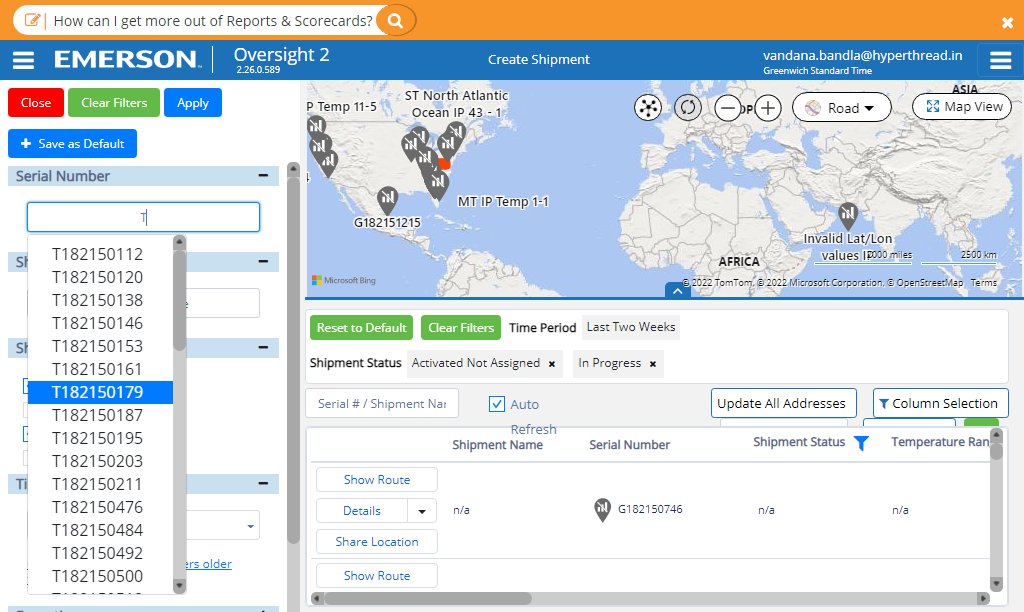 How can I get more out of Reports & Scorecards?
EMERSON
Oversight 2
2.26.0.589
Create Shipment
vandana.bandla@hyperthread.in
Greenwich Standard Time
Close
Clear Filters
Apply
+ Save as Default
Serial Number
T
T182150112
T182150120
T182150138
T182150146
T182150153
T182150161
T182150179
T182150187
T182150195
T182150203
T182150211
T182150476
T182150484
T182150492
T182150500
Sh
Sh
Ti
ers older
P Temp 11-5
ST North Atlantic
Ocean IP 43 - 1
MT IP Temp 1-1
G182151215
Road
Map View
ASIA
AFRICA
Invalid Lat/Lon
values IP
2000 miles
2500 km
Microsoft Bing
© 2022 TomTom, © 2022 Microsoft Corporation, © OpenStreetMap Terms
Reset to Default
Clear Filters
Time Period
Last Two Weeks
Shipment Status
Activated Not Assigned ×
In Progress ×
Serial # / Shipment Nar
Auto
Refresh
Update All Addresses
Column Selection
Shipment Name
Serial Number
Shipment Status
Temperature Ran
Show Route
Details
Share Location
n/a
G182150746
n/a
n/a
Show Route